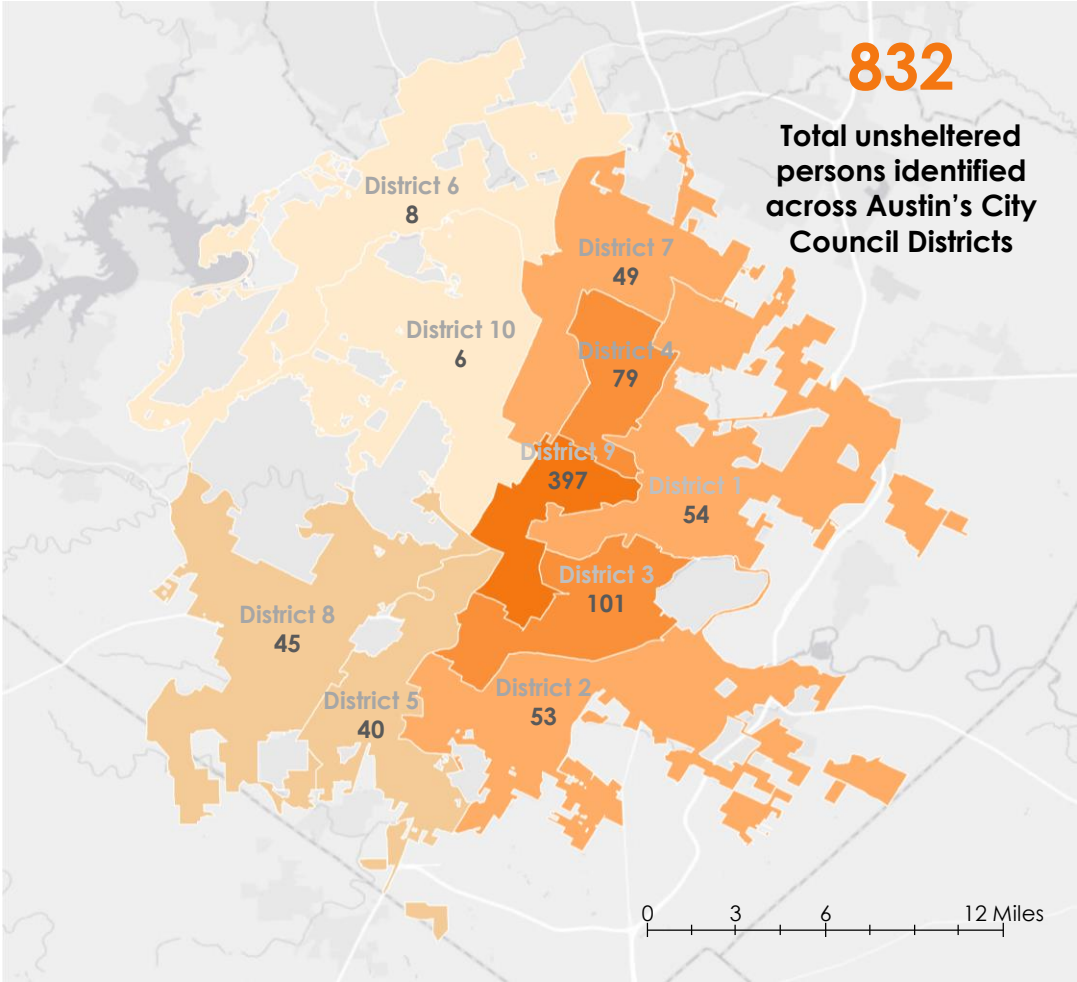 832
Total unsheltered
persons identified
across Austin's City
Council Districts
District 6
8
District 7
49
District 10
6
District 4
79
District 9
397
District 1
54
District 3
101
District 8
45
District 2
53
District 5
40
0 3 6 12 Miles